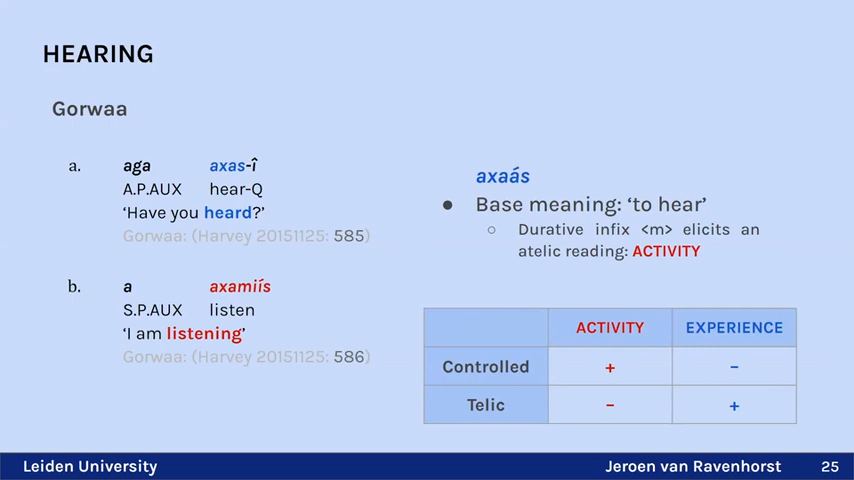 HEARING
Gorwaa
a. aga axas-î
A.P.AUX hear-Q
‘Have you heard?’
Gorwaa: (Harvey 20151125: 585)
b. a axamiís
S.P.AUX listen
‘I am listening’
Gorwaa: (Harvey 20151125: 586)
axaás
● Base meaning: ‘to hear’
○ Durative infix <m> elicits an
atelic reading: ACTIVITY
ACTIVITY EXPERIENCE
Controlled + –
Telic – +
Leiden University Jeroen van Ravenhorst 25